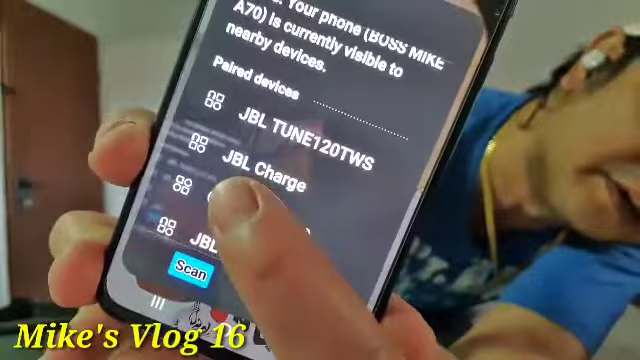 Your phone (BOSS MIKE
A70) is currently visible to
nearby devices.
Paired devices
JBL TUNE120TWS
JBL Charge
JBL
Scan
Mike's Vlog 16